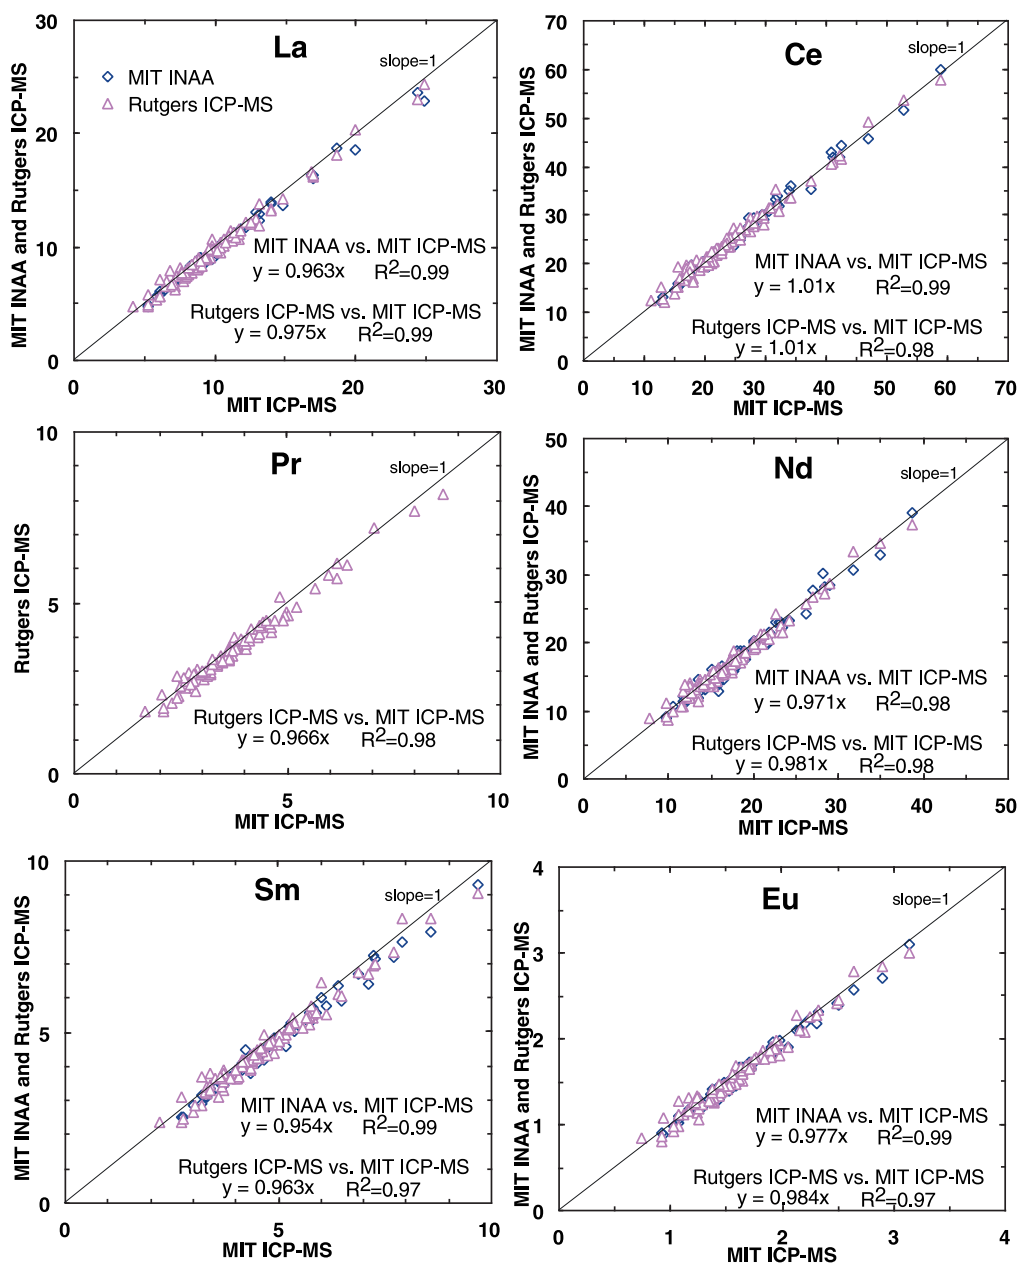 La
slope=1
MIT INAA
Rutgers ICP-MS
MIT INAA and Rutgers ICP-MS
30
20
10
0
MIT INAA vs. MIT ICP-MS
y = 0.963x R2=0.99
Rutgers ICP-MS vs. MIT ICP-MS
y = 0.975x R2=0.99
0 10 20 30
MIT ICP-MS
Ce
slope=1
MIT INAA and Rutgers ICP-MS
70
60
50
40
30
20
10
0
MIT INAA vs. MIT ICP-MS
y = 1.01x R2=0.99
Rutgers ICP-MS vs. MIT ICP-MS
y = 1.01x R2=0.98
0 10 20 30 40 50 60 70
MIT ICP-MS
Pr
slope=1
Rutgers ICP-MS
10
5
0
Rutgers ICP-MS vs. MIT ICP-MS
y = 0.966x R2=0.98
0 5 10
MIT ICP-MS
Nd
slope=1
MIT INAA and Rutgers ICP-MS
50
40
30
20
10
0
MIT INAA vs. MIT ICP-MS
y = 0.971x R2=0.98
Rutgers ICP-MS vs. MIT ICP-MS
y = 0.981x R2=0.98
0 10 20 30 40 50
MIT ICP-MS
Sm
slope=1
MIT INAA and Rutgers ICP-MS
10
5
0
MIT INAA vs. MIT ICP-MS
y = 0.954x R2=0.99
Rutgers ICP-MS vs. MIT ICP-MS
y = 0.963x R2=0.97
0 5 10
MIT ICP-MS
Eu
slope=1
MIT INAA and Rutgers ICP-MS
4
3
2
1
0
MIT INAA vs. MIT ICP-MS
y = 0.977x R2=0.99
Rutgers ICP-MS vs. MIT ICP-MS
y = 0.984x R2=0.97
0 1 2 3 4
MIT ICP-MS